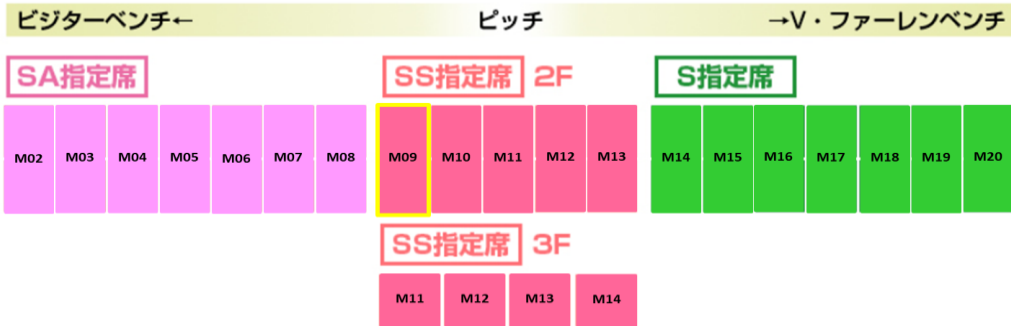 ビジターベンチ← ピッチ →V・ファーレンベンチ
SA指定席 SS指定席 2F S指定席
M02 M03 M04 M05 M06 M07 M08 M09 M10 M11 M12 M13 M14 M15 M16 M17 M18 M19 M20
SS指定席 3F
M11 M12 M13 M14